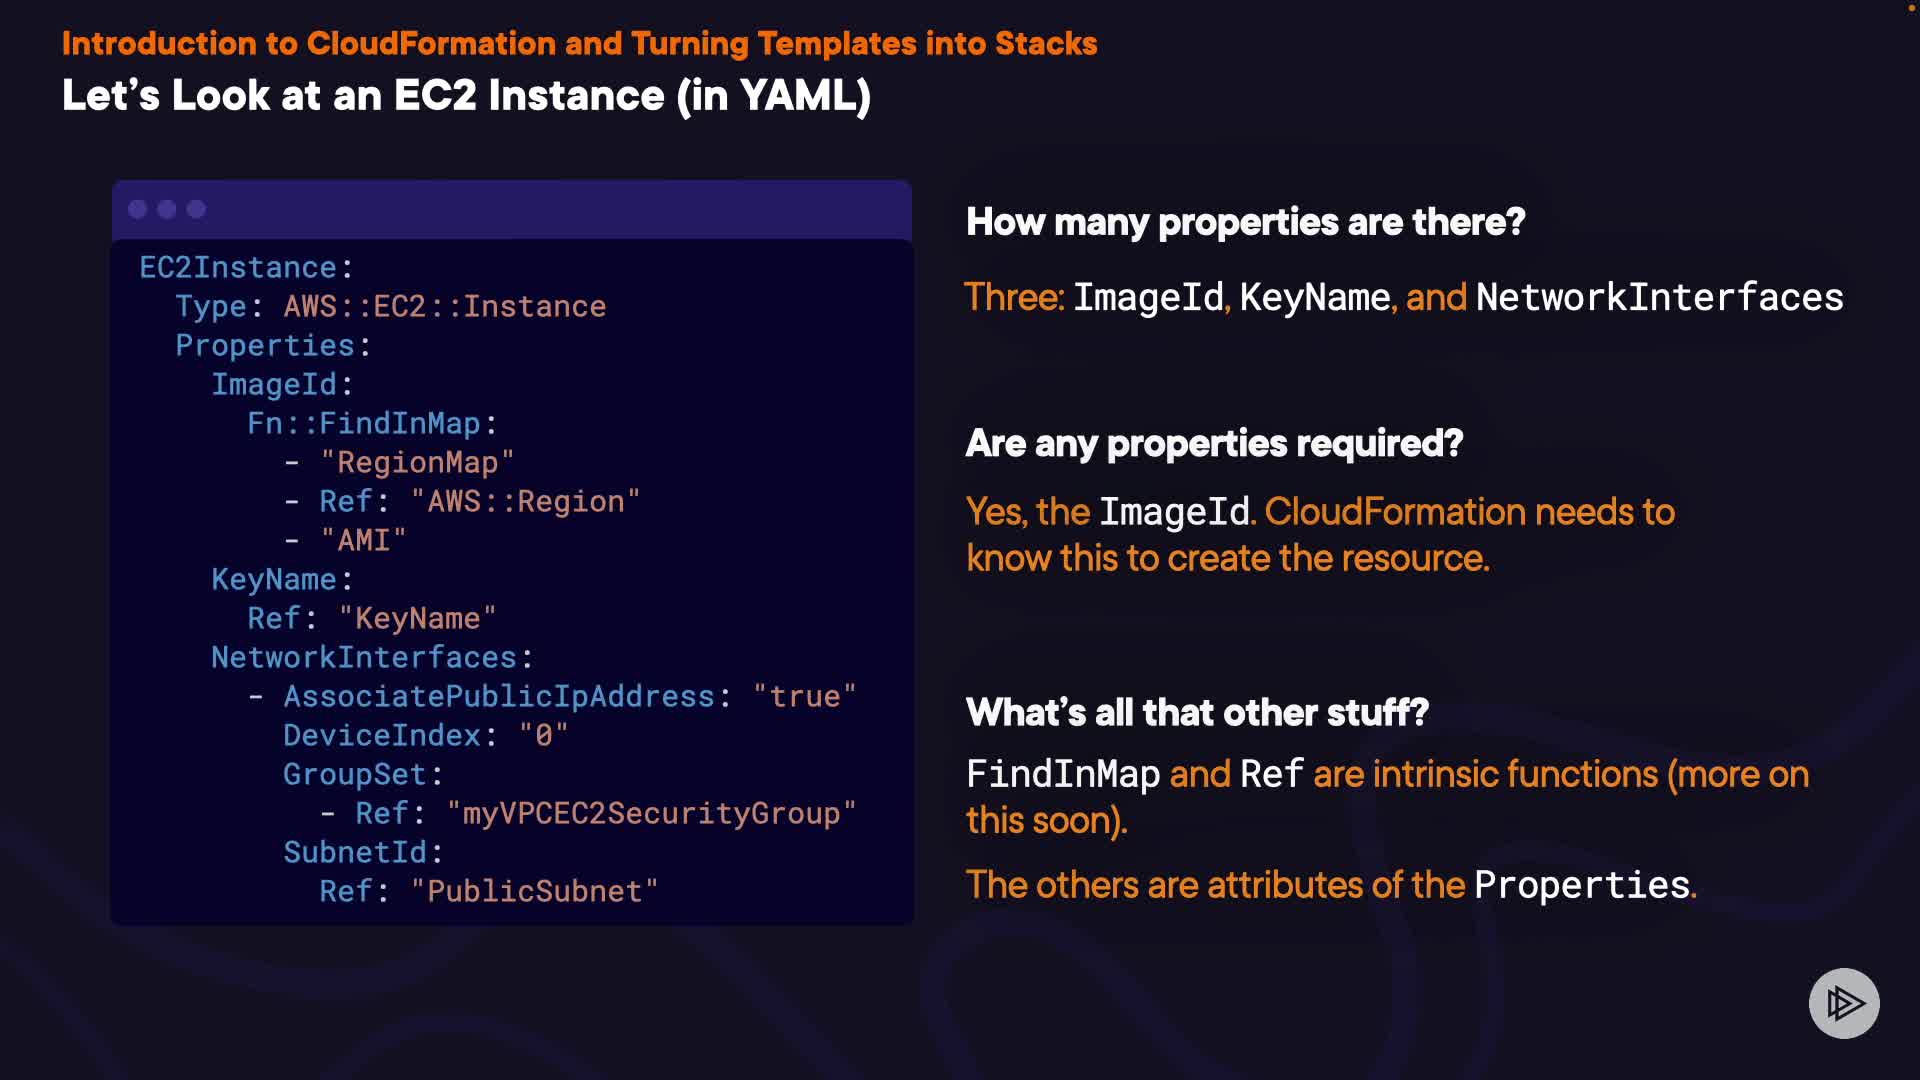 Introduction to CloudFormation and Turning Templates into Stacks
Let's Look at an EC2 Instance (in YAML)
EC2Instance:
  Type: AWS::EC2::Instance
  Properties:
    ImageId:
      Fn::FindInMap:
        - "RegionMap"
        - Ref: "AWS::Region"
        - "AMI"
    KeyName:
      Ref: "KeyName"
    NetworkInterfaces:
      - AssociatePublicIpAddress: "true"
        DeviceIndex: "0"
        GroupSet:
          - Ref: "myVPCEC2SecurityGroup"
        SubnetId:
          Ref: "PublicSubnet"
How many properties are there?
Three: ImageId, KeyName, and NetworkInterfaces
Are any properties required?
Yes, the ImageId. CloudFormation needs to
know this to create the resource.
What's all that other stuff?
FindInMap and Ref are intrinsic functions (more on
this soon).
The others are attributes of the Properties.